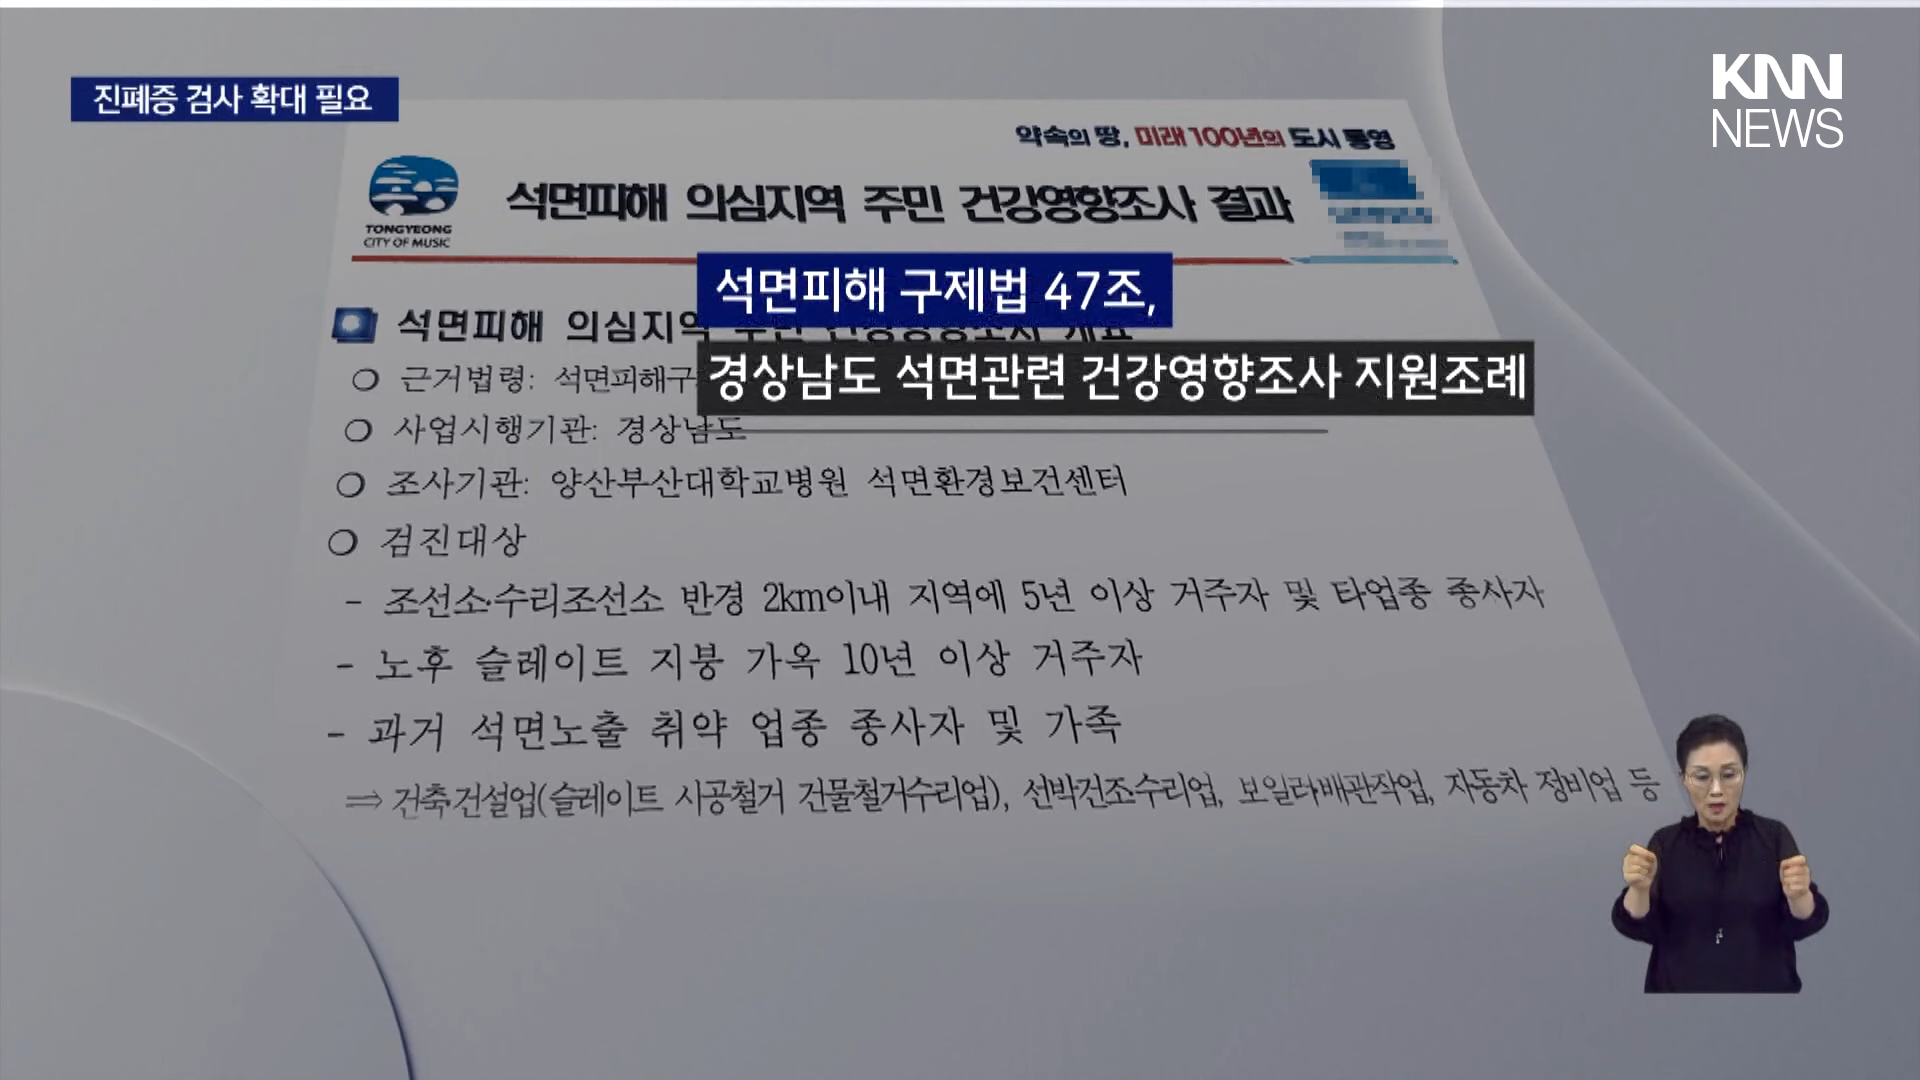 진폐증 검사 확대 필요
KNN
NEWS
약속의 땅, 미래 100년의 도시 통영
석면피해 의심지역 주민 건강영향조사 결과
TONGYEONG
CITY OF MUSIC
석면피해 구제법 47조,
석면피해 의심지역
경상남도 석면관련 건강영향조사 지원조례
○ 근거법령: 석면피해구
○ 사업시행기관: 경상남도
○ 조사기관: 양산부산대학교병원 석면환경보건센터
○ 검진대상
- 조선소·수리조선소 반경 2km이내 지역에 5년 이상 거주자 및 타업종 종사자
- 노후 슬레이트 지붕 가옥 10년 이상 거주자
- 과거 석면노출 취약 업종 종사자 및 가족
⇒ 건축·건설업(슬레이트 시공철거 건물철거수리업), 선박건조·수리업, 보일러·배관작업, 자동차 정비업 등